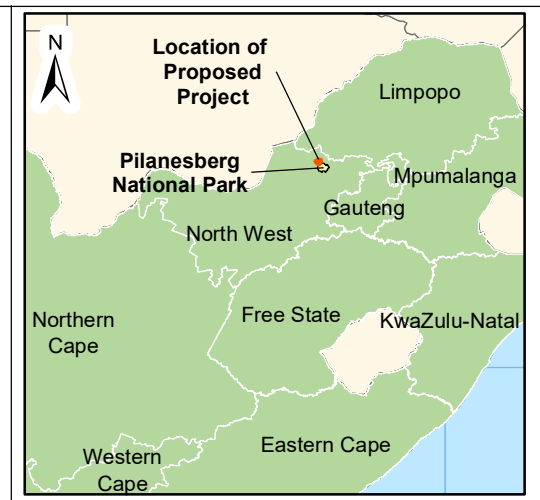 N
Location of
Proposed
Project
Limpopo
Pilanesberg
National Park
Mpumalanga
Gauteng
North West
Northern
Cape
Free State
KwaZulu-Natal
Eastern Cape
Western
Cape